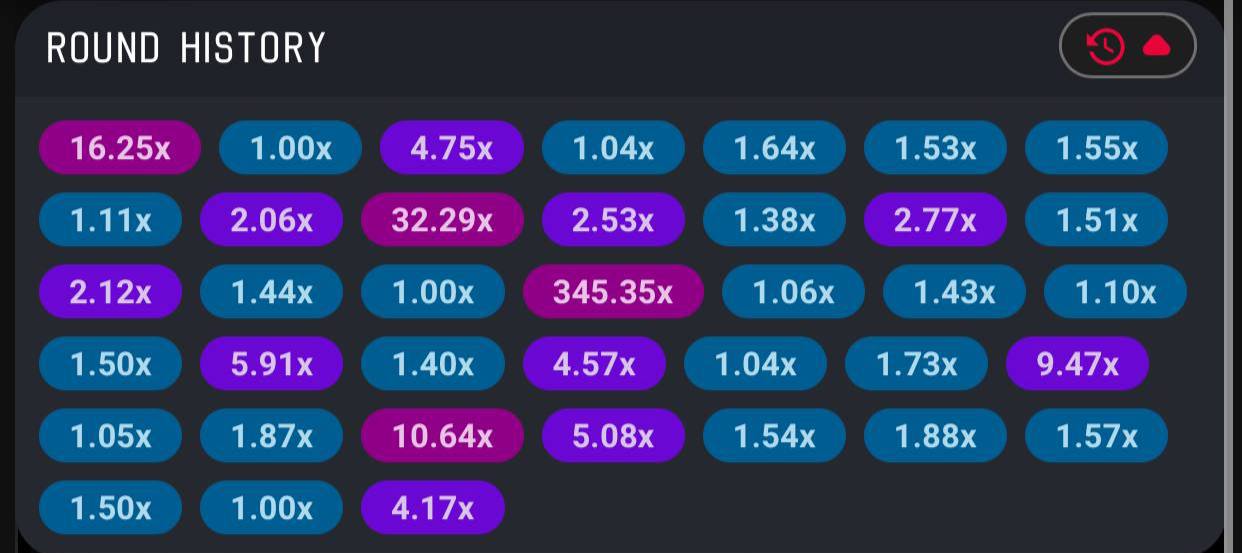 ROUND HISTORY
16.25x 1.00x 4.75x 1.04x 1.64x 1.53x 1.55x
1.11x 2.06x 32.29x 2.53x 1.38x 2.77x 1.51x
2.12x 1.44x 1.00x 345.35x 1.06x 1.43x 1.10x
1.50x 5.91x 1.40x 4.57x 1.04x 1.73x 9.47x
1.05x 1.87x 10.64x 5.08x 1.54x 1.88x 1.57x
1.50x 1.00x 4.17x